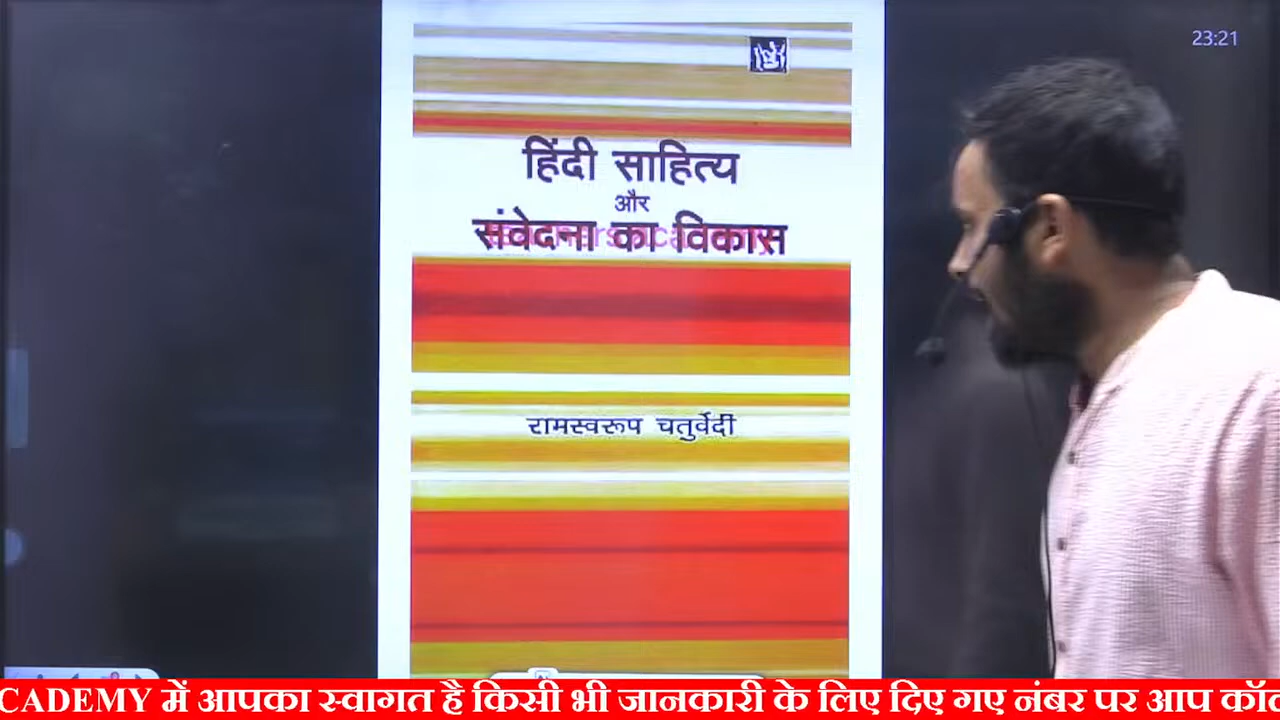 23:21
हिंदी साहित्य
और
संवेदना का विकास
रामस्वरूप चतुर्वेदी
CADEMY में आपका स्वागत है किसी भी जानकारी के लिए दिए गए नंबर पर आप कॉल